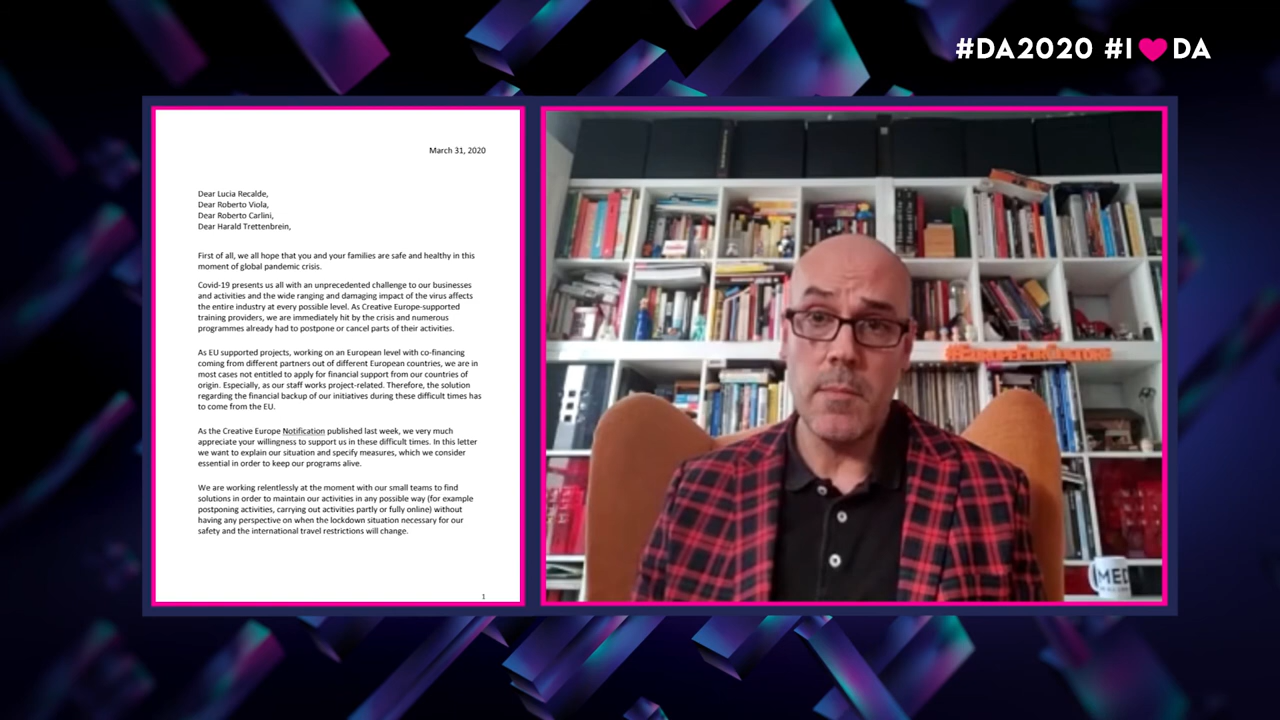 #DA2020 #I DA
March 31, 2020
Dear Lucia Recalde,
Dear Roberto Viola,
Dear Roberto Carlini,
Dear Harald Trettenbrein,
First of all, we all hope that you and your families are safe and healthy in this
moment of global pandemic crisis.
Covid-19 presents us all with an unprecedented challenge to our businesses
and activities and the wide ranging and damaging impact of the virus affects
the entire industry at every possible level. As Creative Europe-supported
training providers, we are immediately hit by the crisis and numerous
programmes already had to postpone or cancel parts of their activities.
As EU supported projects, working on an European level with co-financing
coming from different partners out of different European countries, we are in
most cases not entitled to apply for financial support from our countries of
origin. Especially, as our staff works project-related. Therefore, the solution
regarding the financial backup of our initiatives during these difficult times has
to come from the EU.
As the Creative Europe Notification published last week, we very much
appreciate your willingness to support us in these difficult times. In this letter
we want to explain our situation and specify measures, which we consider
essential in order to keep our programs alive.
We are working relentlessly at the moment with our small teams to find
solutions in order to maintain our activities in any possible way (for example
postponing activities, carrying out activities partly or fully online) without
having any perspective on when the lockdown situation necessary for our
safety and the international travel restrictions will change.
1
#EUROPEFORCULTURE
MED